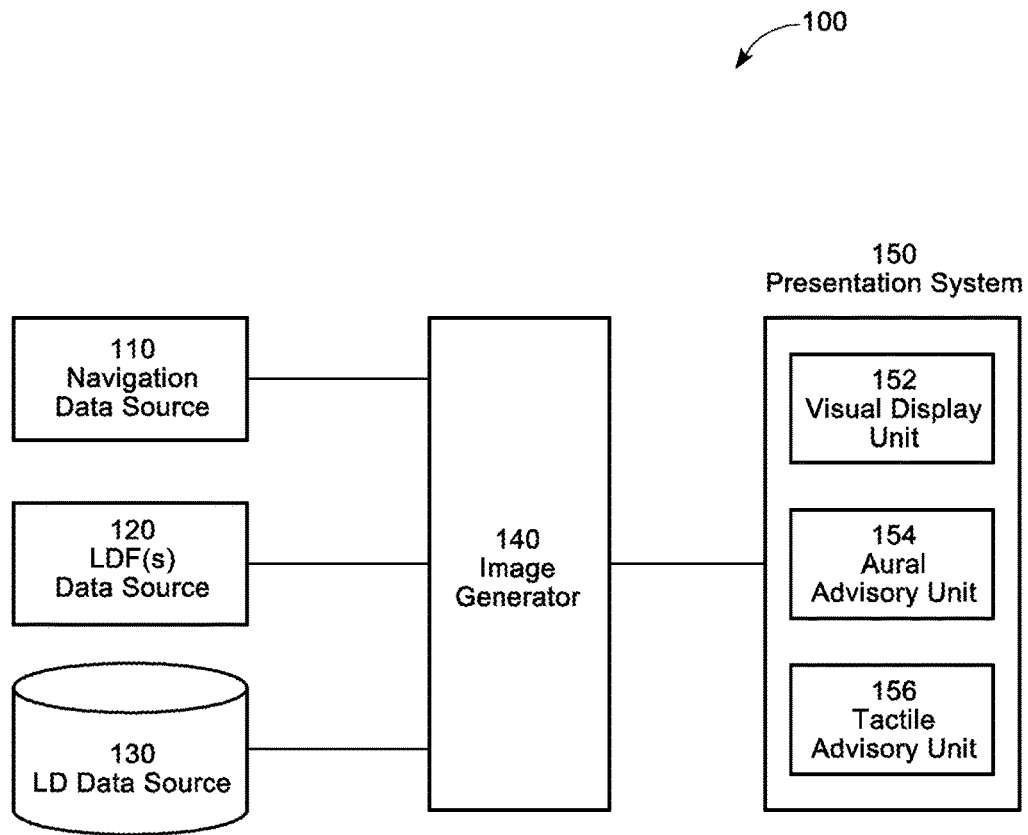 100
150
Presentation System
110
Navigation
Data Source
120
LDF(s)
Data Source
130
LD Data Source
140
Image
Generator
152
Visual Display
Unit
154
Aural
Advisory Unit
156
Tactile
Advisory Unit